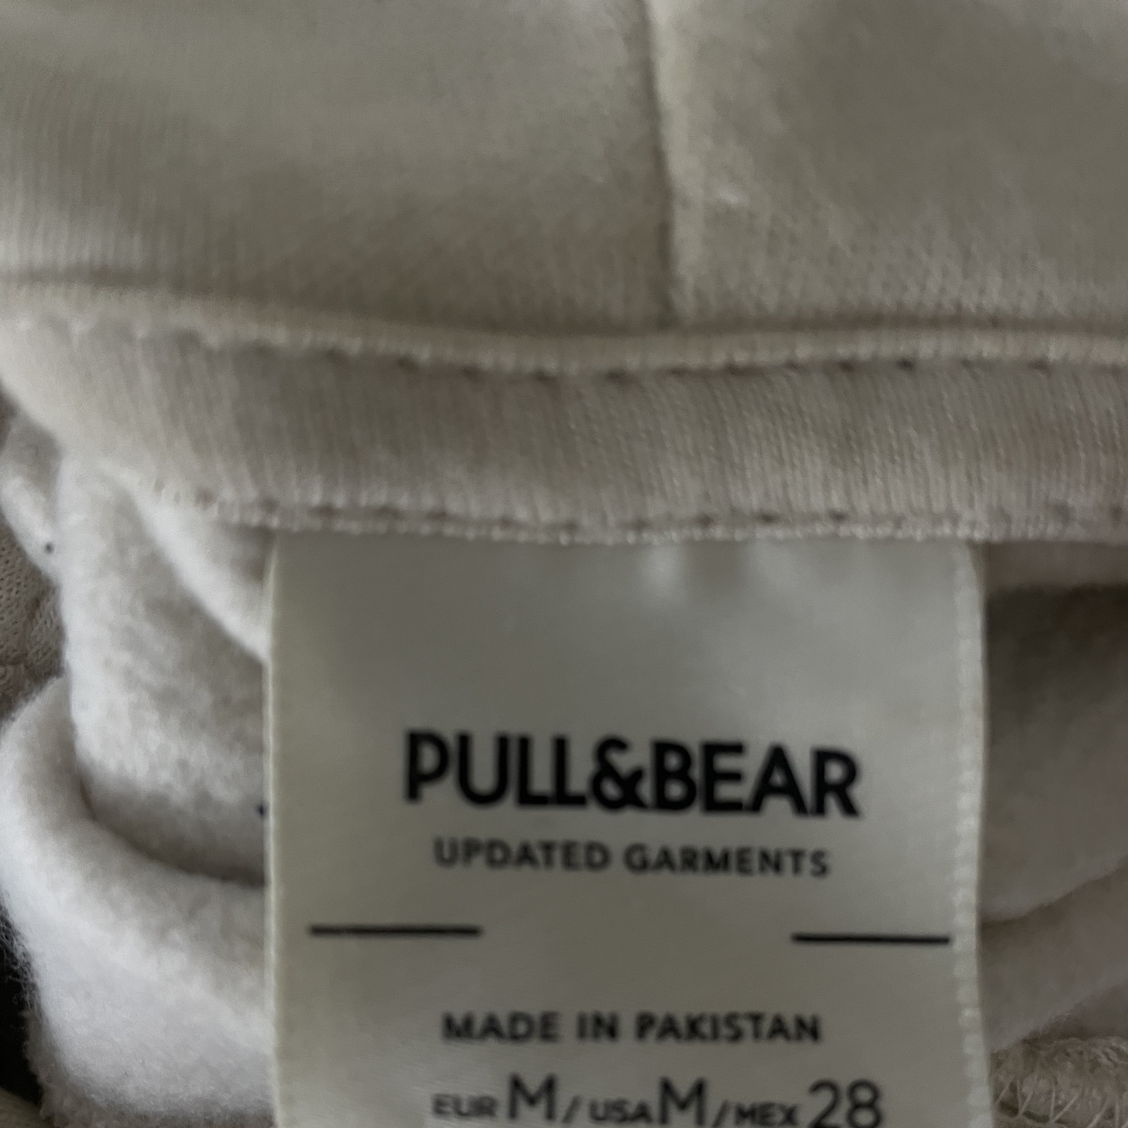 PULL&BEAR
UPDATED GARMENTS
MADE IN PAKISTAN
EUR M / USA M / MEX 28